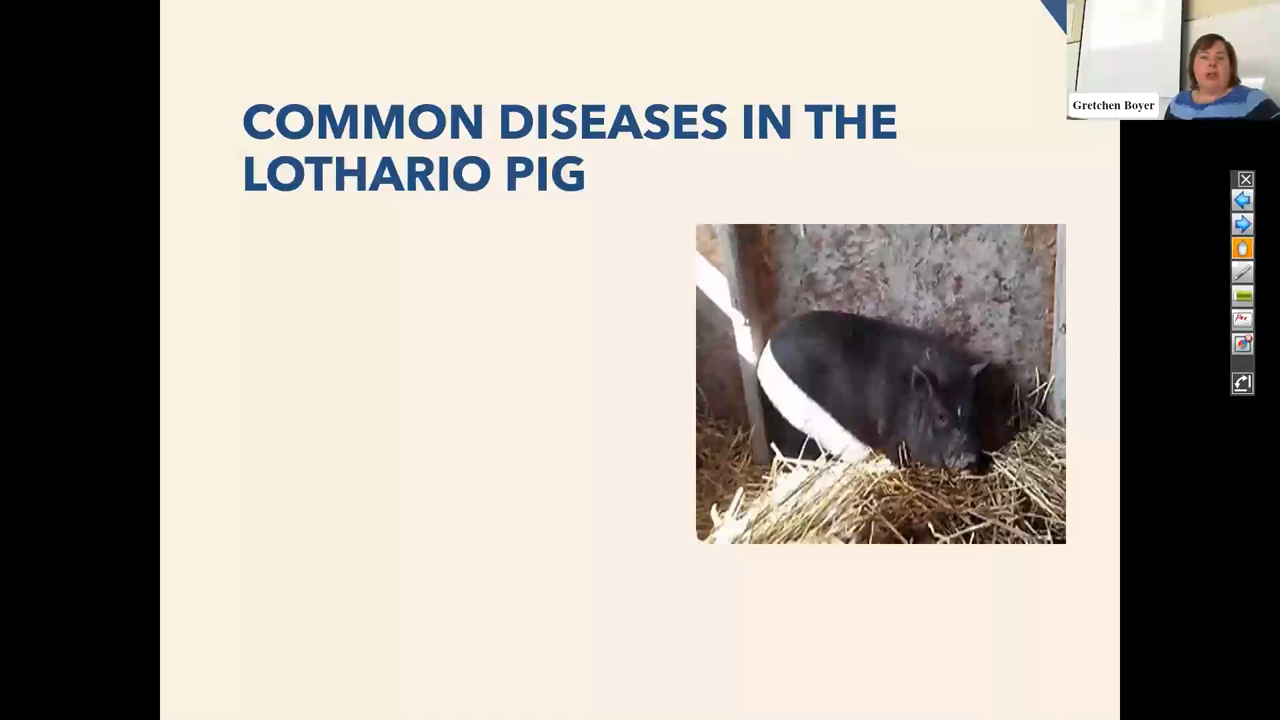 COMMON DISEASES IN THE
LOTHARIO PIG
Gretchen Boyer